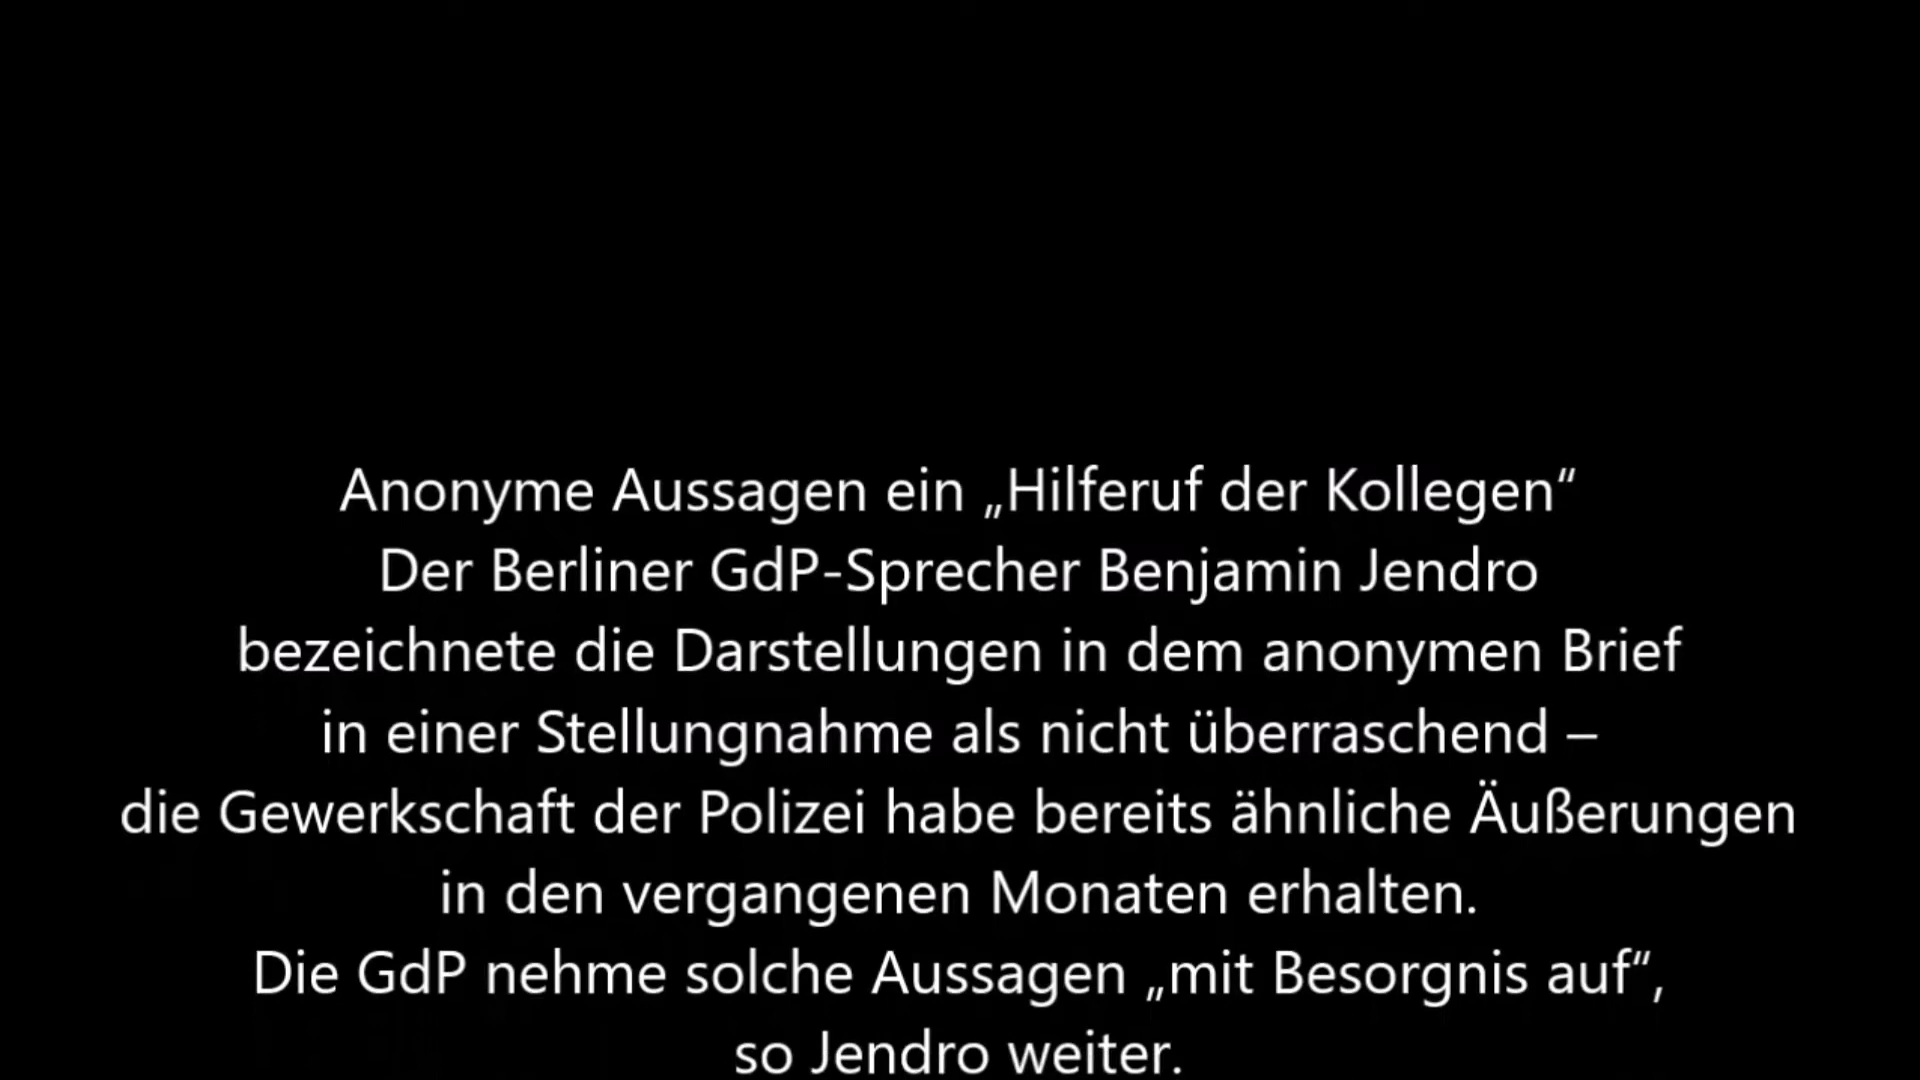 Anonyme Aussagen ein „Hilferuf der Kollegen“
Der Berliner GdP-Sprecher Benjamin Jendro
bezeichnete die Darstellungen in dem anonymen Brief
in einer Stellungnahme als nicht überraschend –
die Gewerkschaft der Polizei habe bereits ähnliche Äußerungen
in den vergangenen Monaten erhalten.
Die GdP nehme solche Aussagen „mit Besorgnis auf“,
so Jendro weiter.